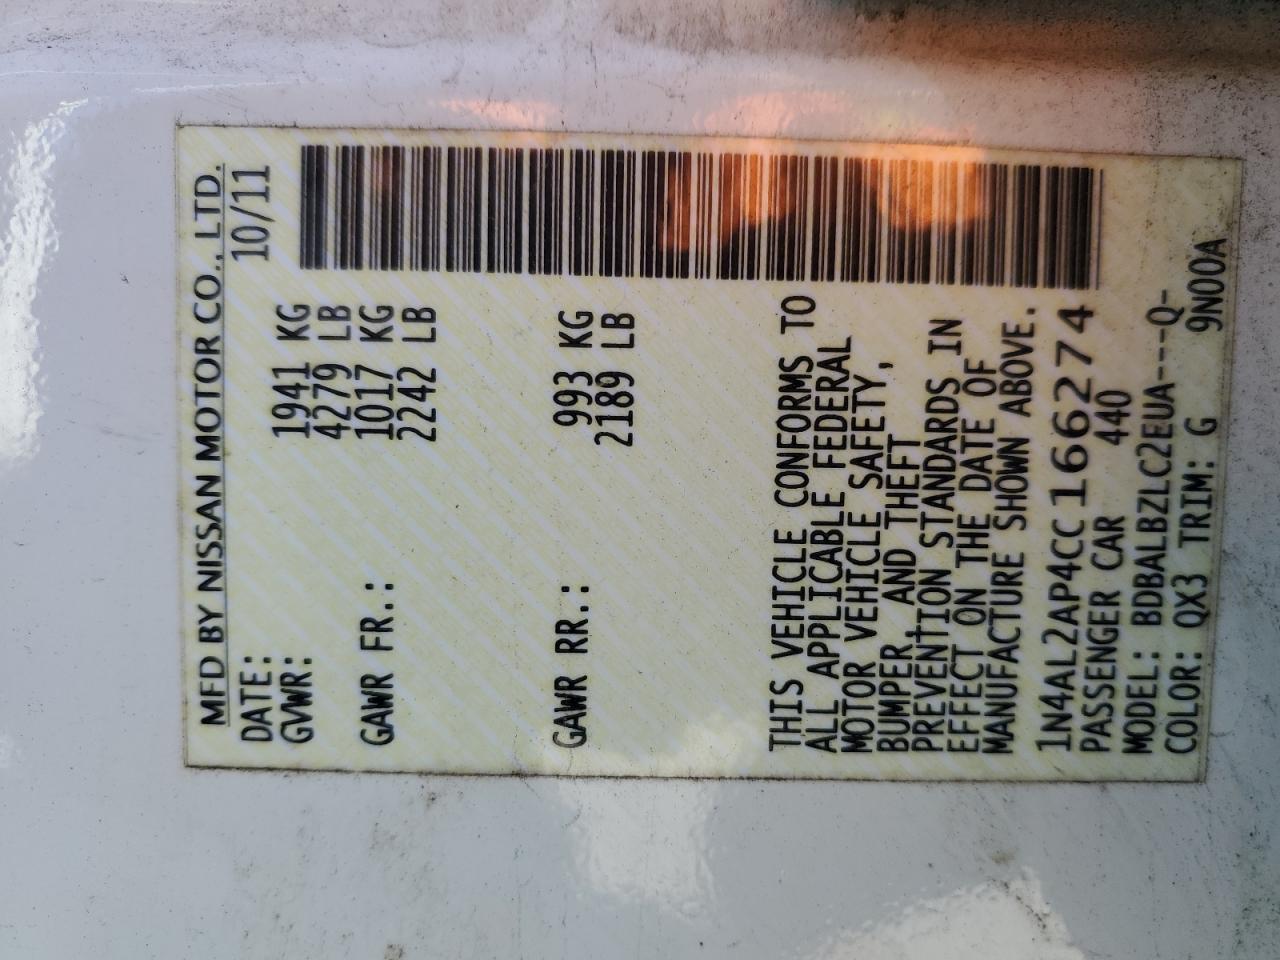 MFD BY NISSAN MOTOR CO., LTD.
DATE: 10/11
GVWR: 1941 KG
4279 LB
GAWR FR.: 1017 KG
2242 LB
GAWR RR.: 993 KG
2189 LB
THIS VEHICLE CONFORMS TO
ALL APPLICABLE FEDERAL
MOTOR VEHICLE SAFETY,
BUMPER, AND THEFT
PREVENTION STANDARDS IN
EFFECT ON THE DATE OF
MANUFACTURE SHOWN ABOVE.
1N4AL2AP4CC166274
PASSENGER CAR 440
MODEL: BDBALBZLC2EUA---Q-
COLOR: QX3 TRIM: G 9N00A